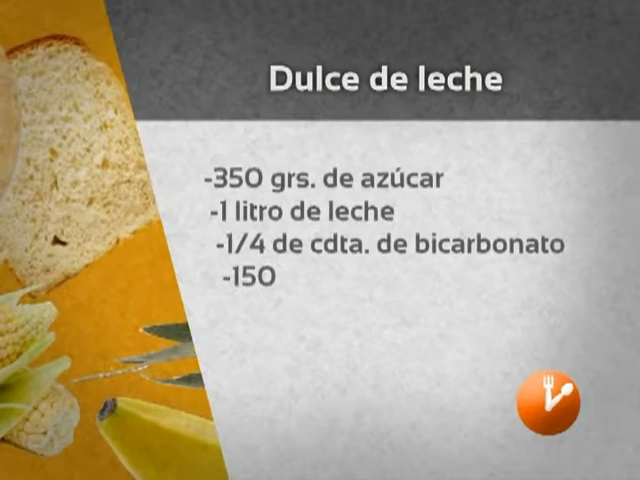 Dulce de leche
-350 grs. de azúcar
-1 litro de leche
-1/4 de cdta. de bicarbonato
-150